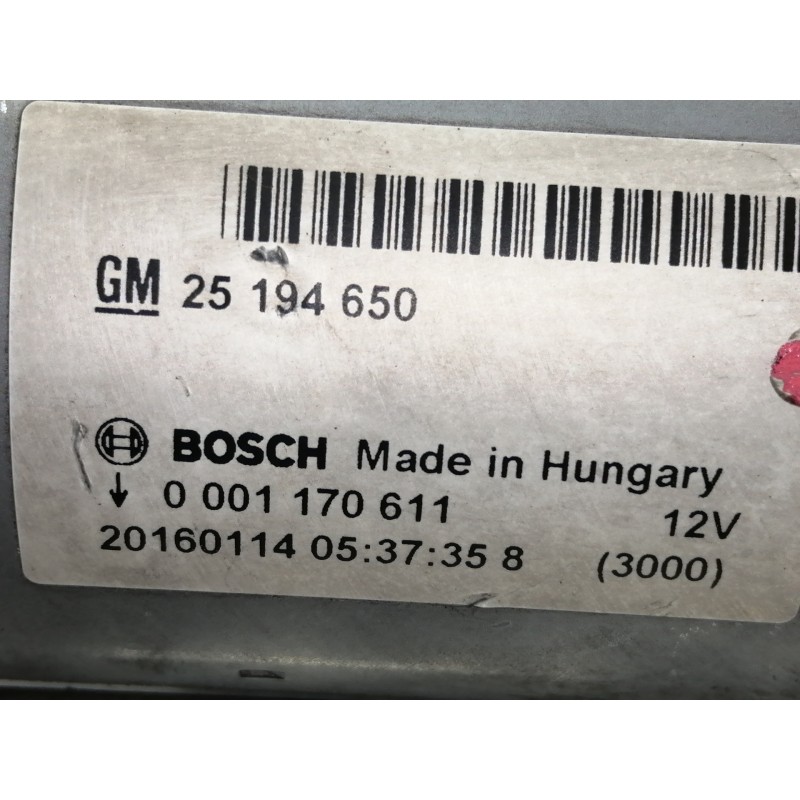 GM 25 194 650
BOSCH Made in Hungary
0 001 170 611 12V
20160114 05:37:35 8 (3000)